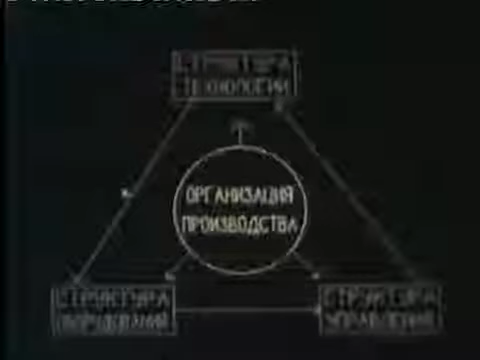 СТРУКТУРА
ТЕХНОЛОГИИ
ОРГАНИЗАЦИЯ
ПРОИЗВОДСТВА
СТРУКТУРА
ОБОРУДОВАНИЯ
СТРУКТУРА
УПРАВЛЕНИЯ